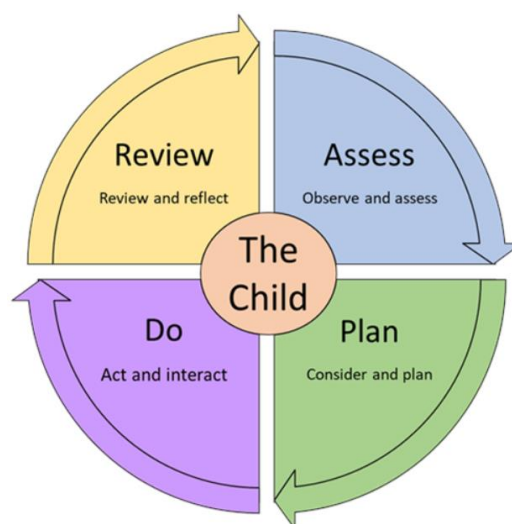 Review
Review and reflect
Assess
Observe and assess
The
Child
Do
Act and interact
Plan
Consider and plan